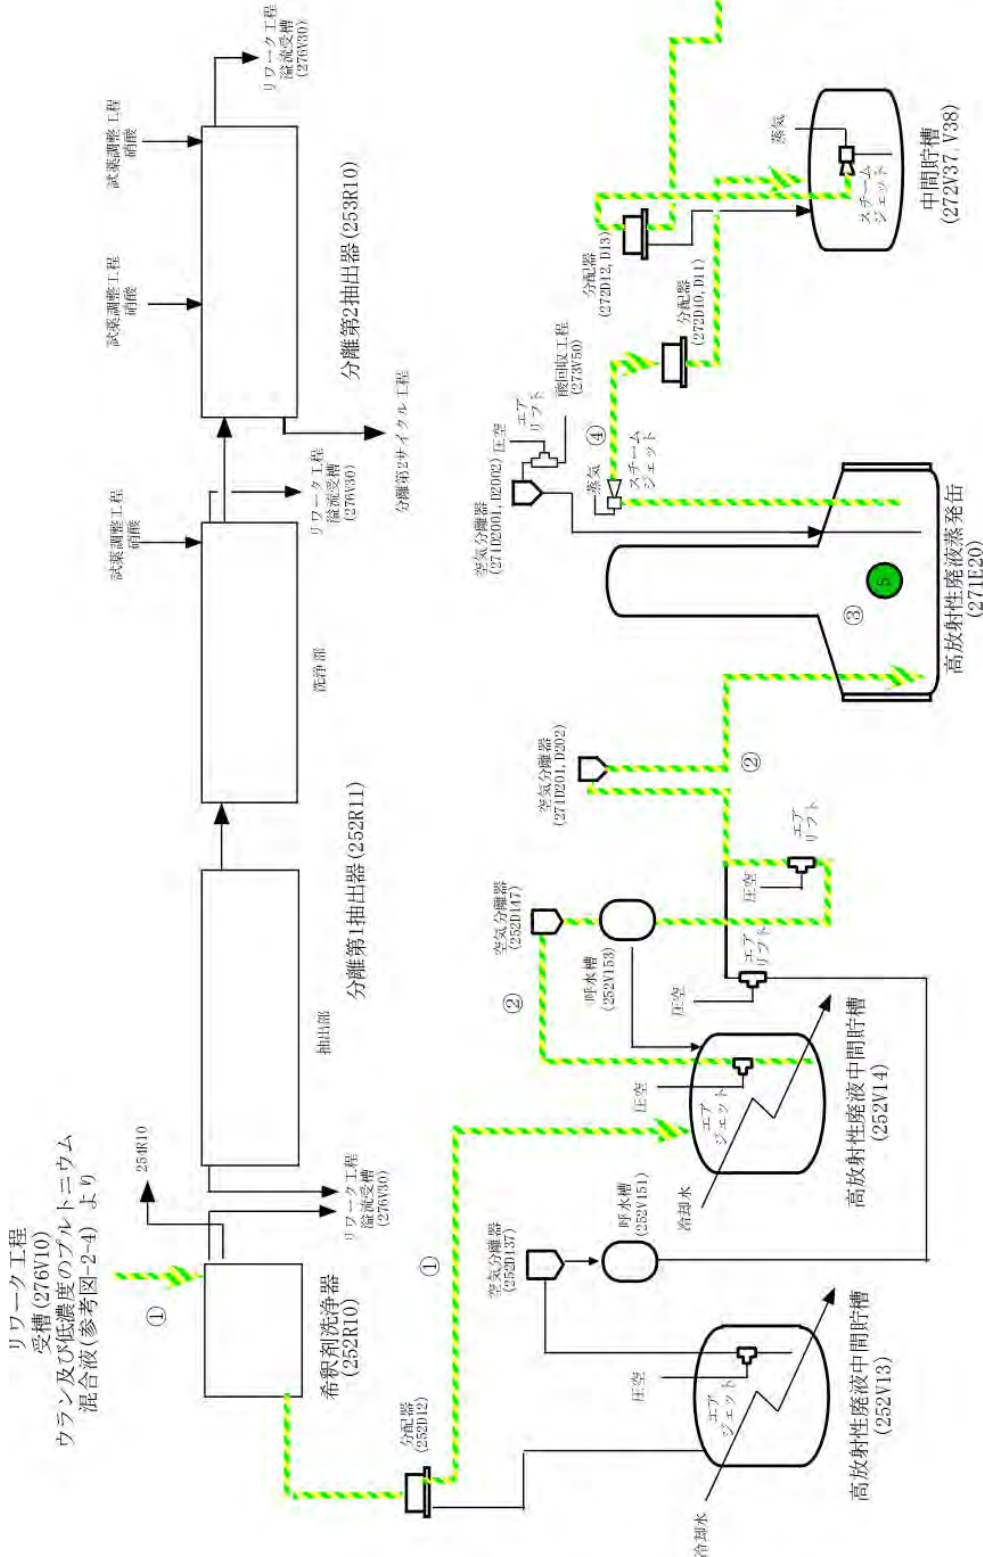 リワーク工程
受槽(276V10)
ウラン及び低濃度のプルトニウム
混合液(参考図-2-4) より
①
254R10
希釈剤洗浄器
(252R10)
リワーク工程
溢流受槽
(276V30)
抽出部
分離第1抽出器(252R11)
洗浄部
試薬調整工程
硝酸
リワーク工程
溢流受槽
(276V30)
分離第2サイクル工程
試薬調整工程
硝酸
試薬調整工程
硝酸
分離第2抽出器(253R10)
リワーク工程
溢流受槽
(276V30)
分配器
(252D12)
①
冷却水
圧空
エア
ジェット
高放射性廃液中間貯槽
(252V13)
空気分離器
(252D137)
呼水槽
(252V151)
冷却水
圧空
エア
ジェット
高放射性廃液中間貯槽
(252V14)
②
空気分離器
(252D147)
呼水槽
(252V153)
圧空
エア
リフト
圧空
エア
リフト
空気分離器
(271D201, D202)
②
③
S
高放射性廃液蒸発缶
(271E20)
空気分離器
(271D2001, D2002)
圧空
エア
リフト
酸回収工程
(273V50)
蒸気
スチーム
ジェット
④
分配器
(272D10, D11)
分配器
(272D12, D13)
蒸気
スチーム
ジェット
中間貯槽
(272V37, V38)